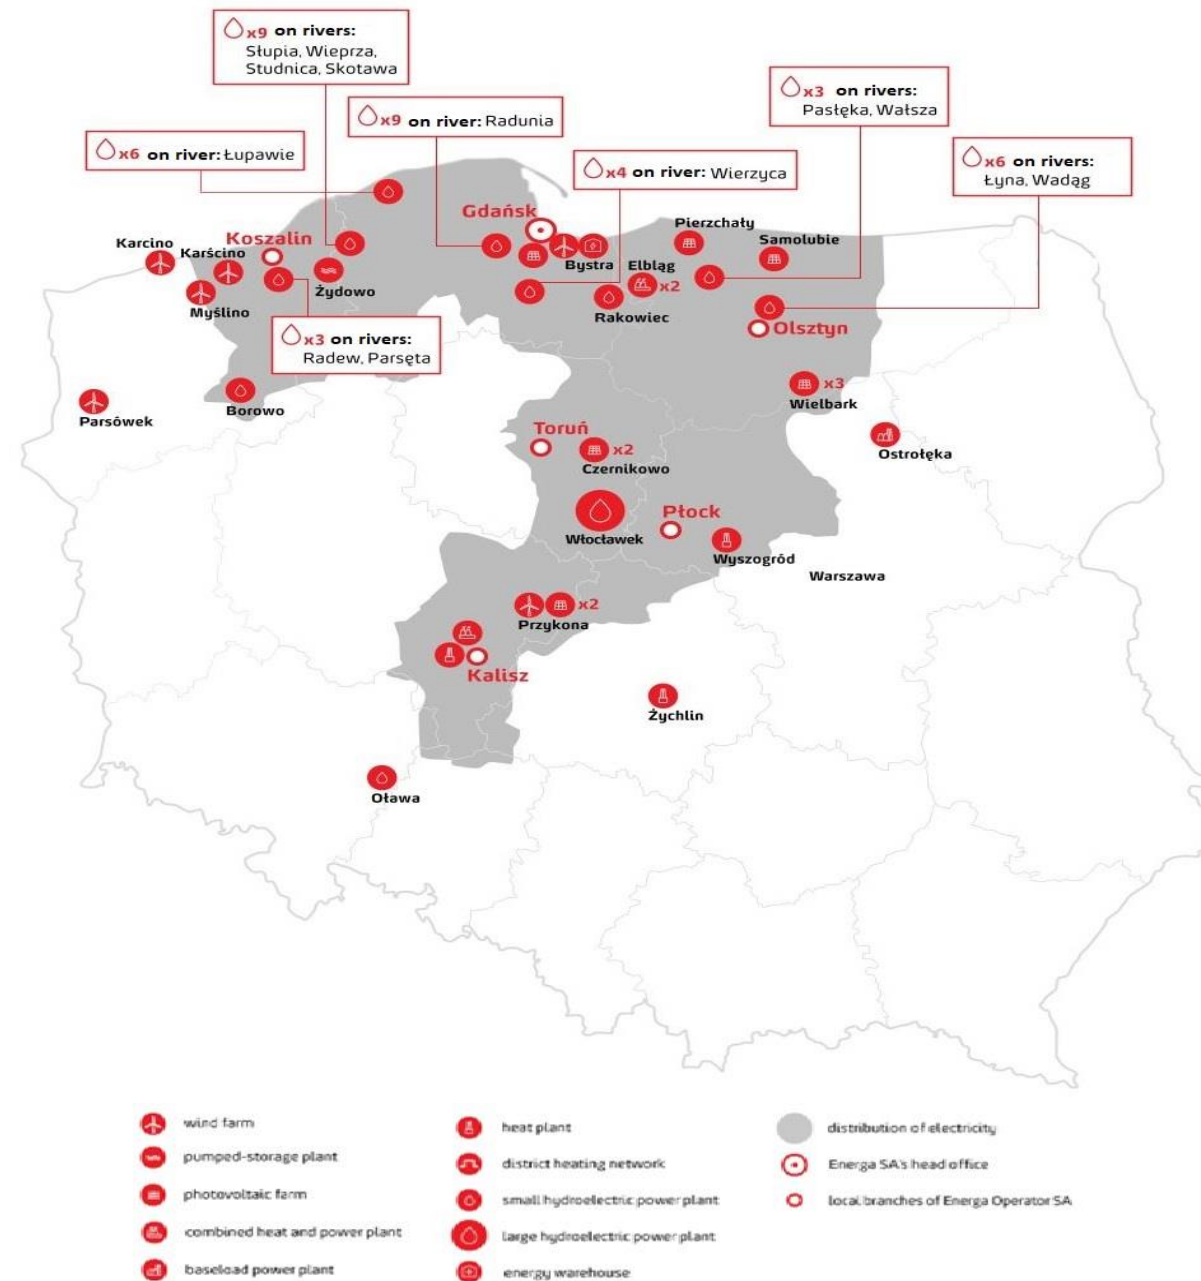 x9 on rivers:
Słupia, Wieprza,
Studnica, Skotawa
x9 on river: Radunia
x3 on rivers:
Pasłęka, Wałsza
x6 on river: Łupawie
x4 on river: Wierzyca
x6 on rivers:
Łyna, Wadąg
Gdańsk
Pierzchały
Karcino
Koszalin
Samolubie
Karścino
Bystra
Elbląg
x2
Żydowo
Myślino
Rakowiec
Olsztyn
x3 on rivers:
Radew, Parsęta
x3
Wielbark
Borowo
Parsówek
Toruń
x2
Czernikowo
Ostrołęka
Płock
Włocławek
Wyszogród
Warszawa
x2
Przykona
Kalisz
Żychlin
Oława
wind farm
pumped-storage plant
photovoltaic farm
combined heat and power plant
baseload power plant
heat plant
district heating network
small hydroelectric power plant
large hydroelectric power plant
energy warehouse
distribution of electricity
Energa SA's head office
local branches of Energa Operator SA